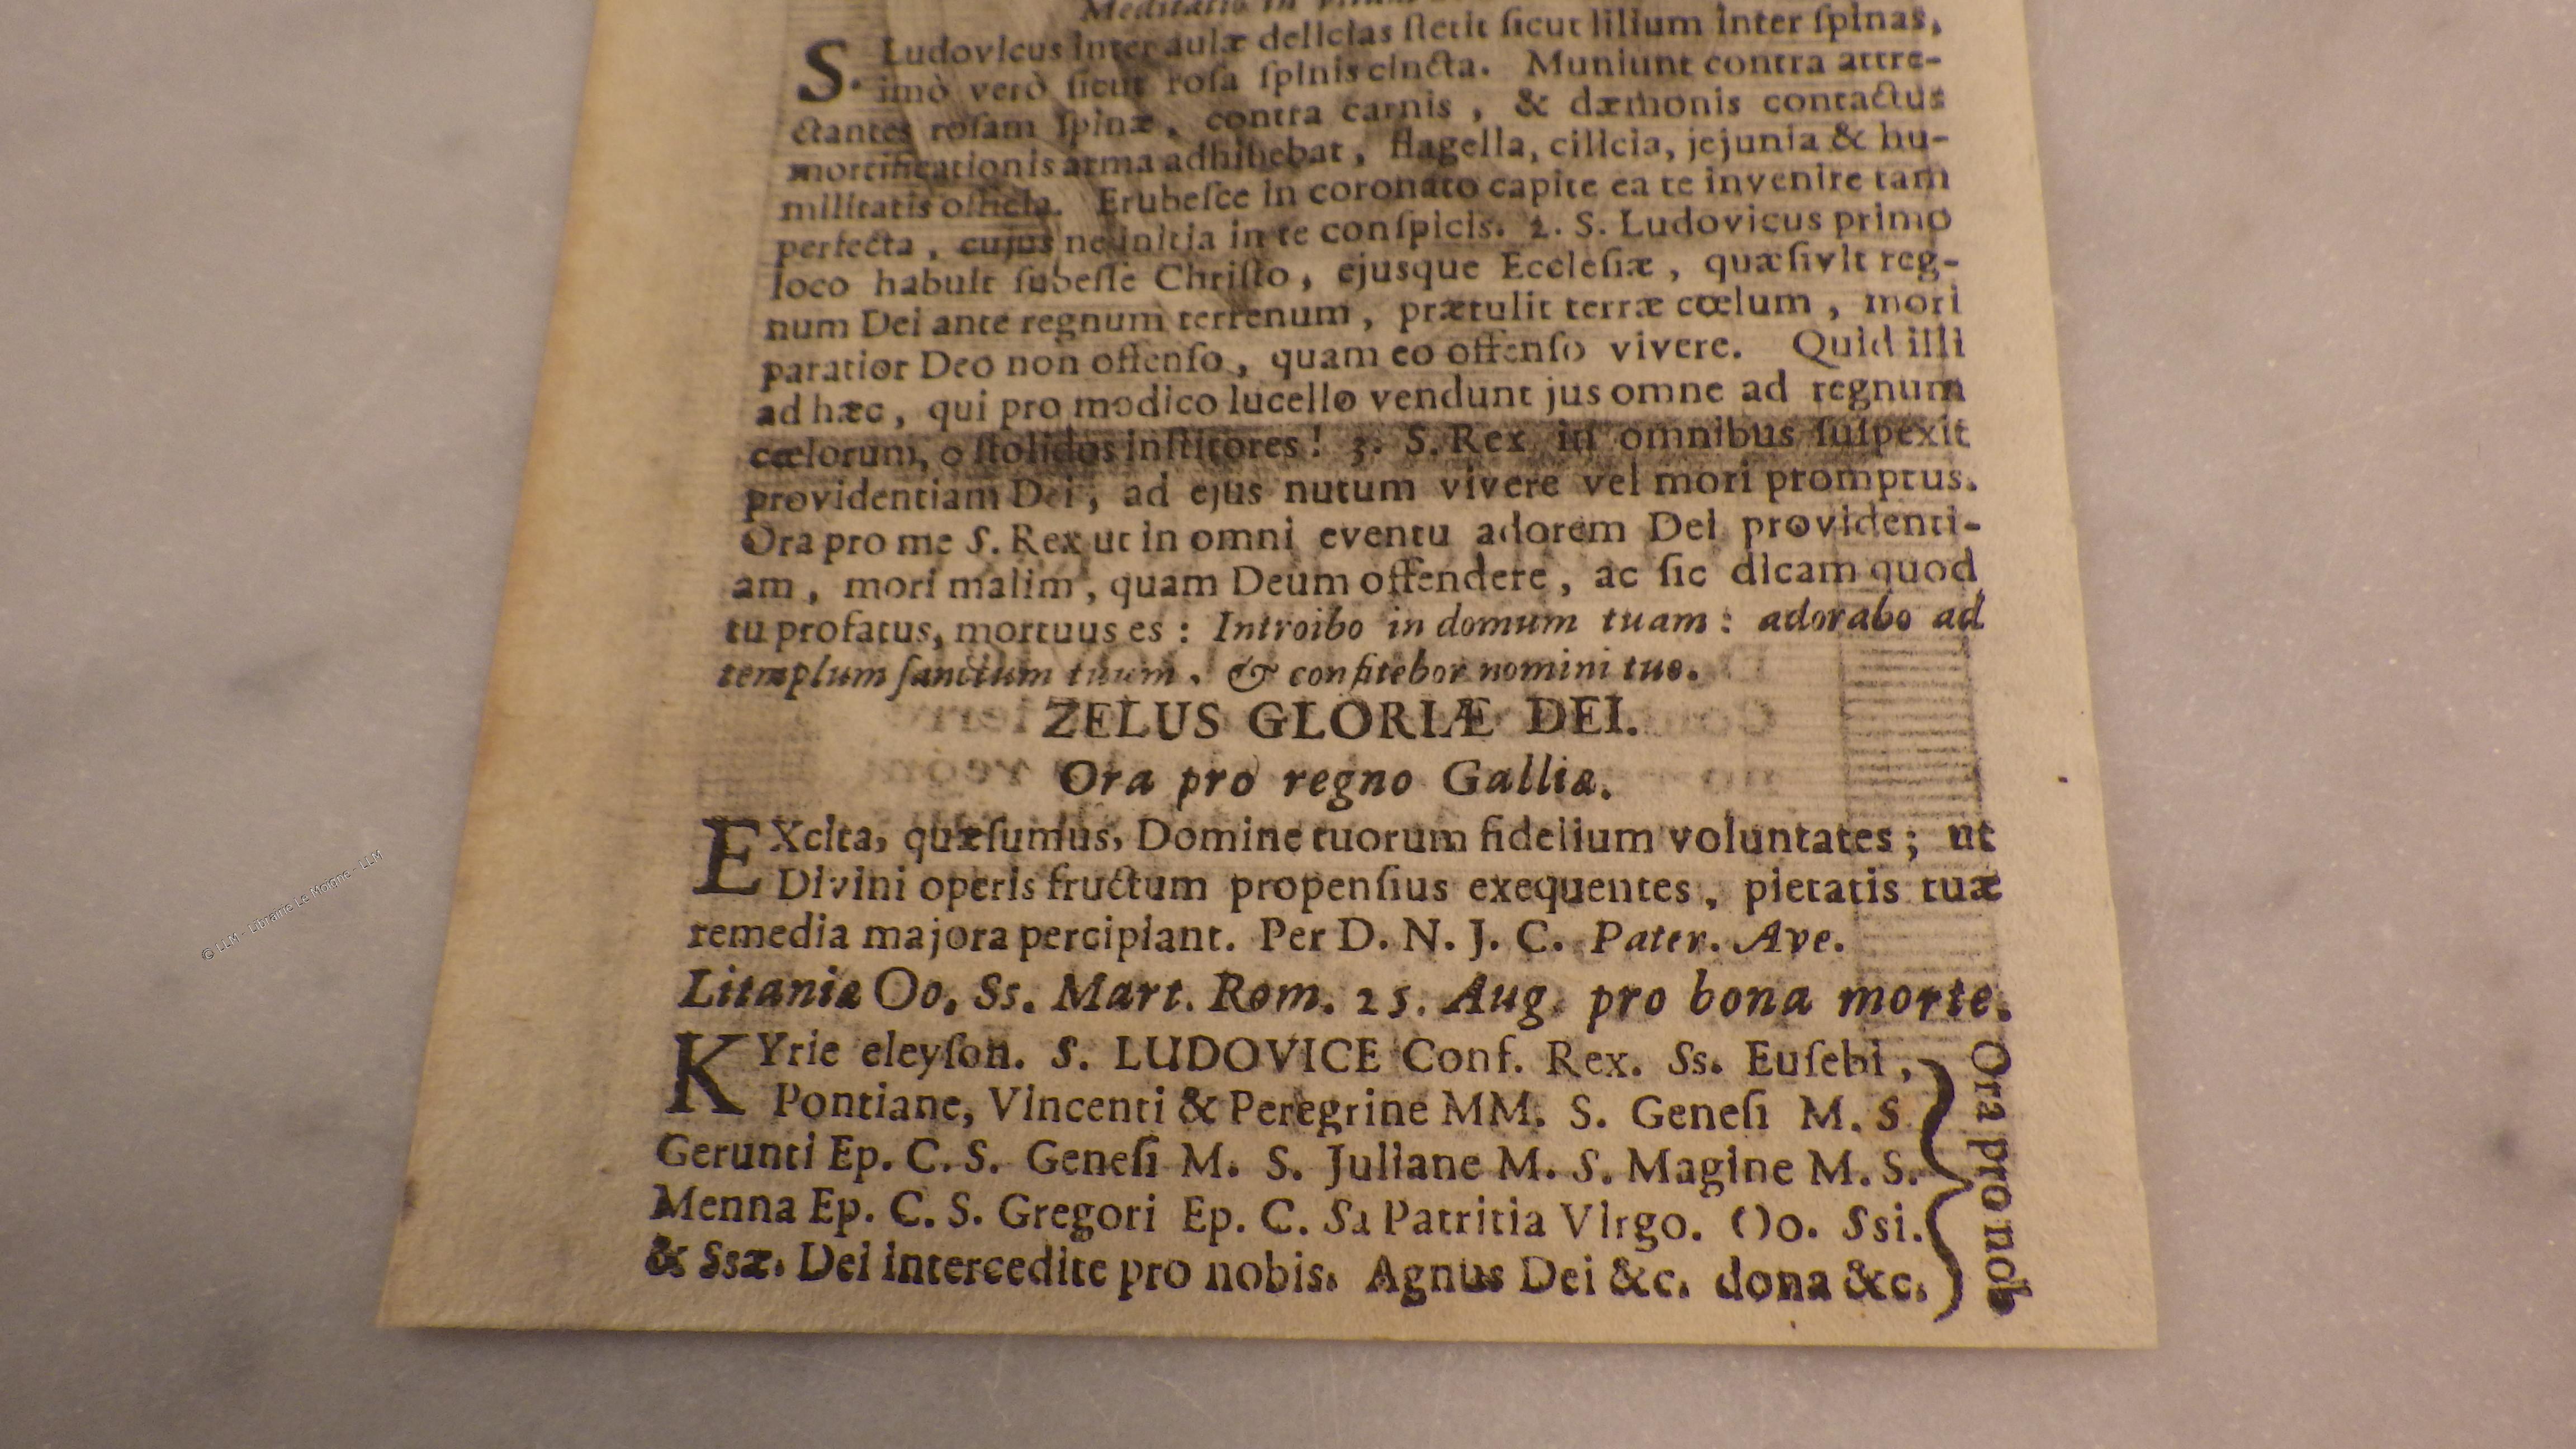 Meditatio in
S. Ludovicus inter aulæ delicias ſtetit ſicut lilium inter ſpinas,
imò verò ſicut roſa ſpinis cincta. Muniunt contra attre-
ctantes roſam ſpinæ, contra carnis, & dæmonis contactus
mortificationis arma adhibebat, flagella, cilicia, jejunia & hu-
militatis officia. Erubeſce in coronato capite ea te invenire tam
perfecta, cujus ne initia in te conſpicis. 2. S. Ludovicus primo
loco habuit ſubeſſe Chriſto, ejusque Eccleſiæ, quæſivit reg-
num Dei ante regnum terrenum, prætulit terræ cœlum, mori
paratior Deo non offenſo, quam eo offenſo vivere. Quid illi
ad hæc, qui pro modico lucello vendunt jus omne ad regnum
cœlorum, o ſtolidos inſtitores! 3. S. Rex in omnibus ſuſpexit
providentiam Dei, ad ejus nutum vivere vel mori promptus.
Ora pro me S. Rex ut in omni eventu adorem Dei providenti-
am, mori malim, quam Deum offendere, ac ſic dicam quod
tu profatus, mortuus es: Introibo in domum tuam: adorabo ad
templum ſanctum tuum, & confitebor nomini tuo.
ZELUS GLORIÆ DEI.
Ora pro regno Galliæ.
EXcita, quæſumus, Domine tuorum fidelium voluntates; ut
Divini operis fructum propenſius exequentes, pietatis tuæ
remedia majora percipiant. Per D. N. J. C. Pater. Ave.
Litaniæ Oo. Ss. Mart. Rom. 25. Aug. pro bona morte.
KYrie eleyſon. S. LUDOVICE Conf. Rex. Ss. Euſebi,
Pontiane, Vincenti & Peregrine MM. S. Geneſi M. S
Gerunti Ep. C. S. Geneſi M. S. Juliane M. S. Magine M. S.
Menna Ep. C. S. Gregori Ep. C. Sa Patritia Virgo. Oo. Ssi.
& Ssæ. Dei intercedite pro nobis. Agnus Dei &c. dona &c.
Ora pro nob
© LLM - Librairie Le Moigne - LLM